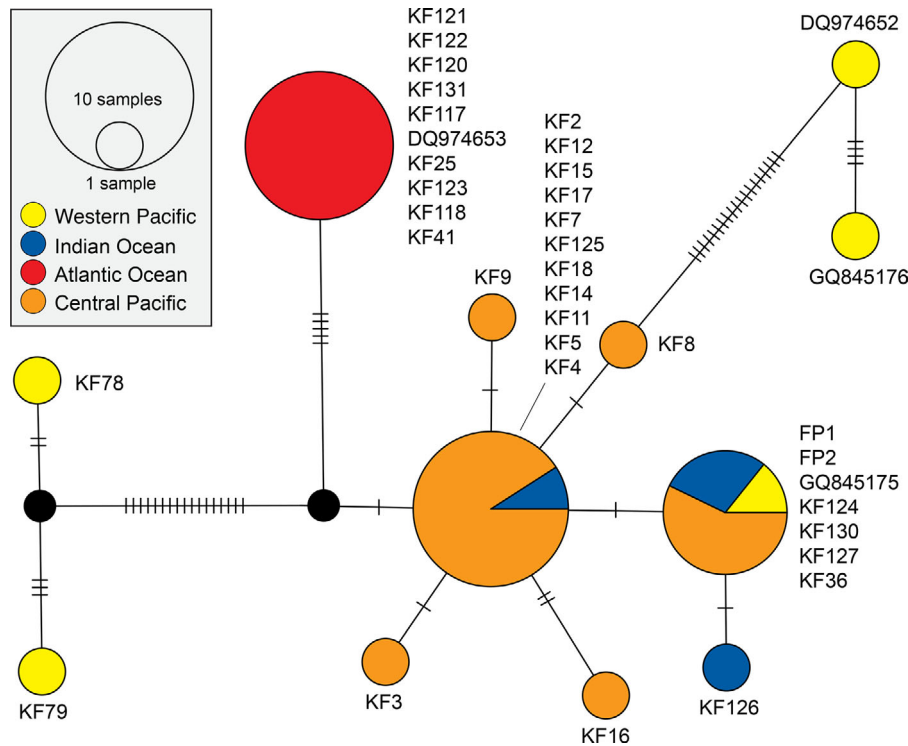 10 samples
1 sample
Western Pacific
Indian Ocean
Atlantic Ocean
Central Pacific
KF121
KF122
KF120
KF131
KF117
DQ974653
KF25
KF123
KF118
KF41
KF2
KF12
KF15
KF17
KF7
KF125
KF18
KF14
KF11
KF5
KF4
DQ974652
GQ845176
KF9
KF8
KF78
FP1
FP2
GQ845175
KF124
KF130
KF127
KF36
KF79
KF3
KF16
KF126